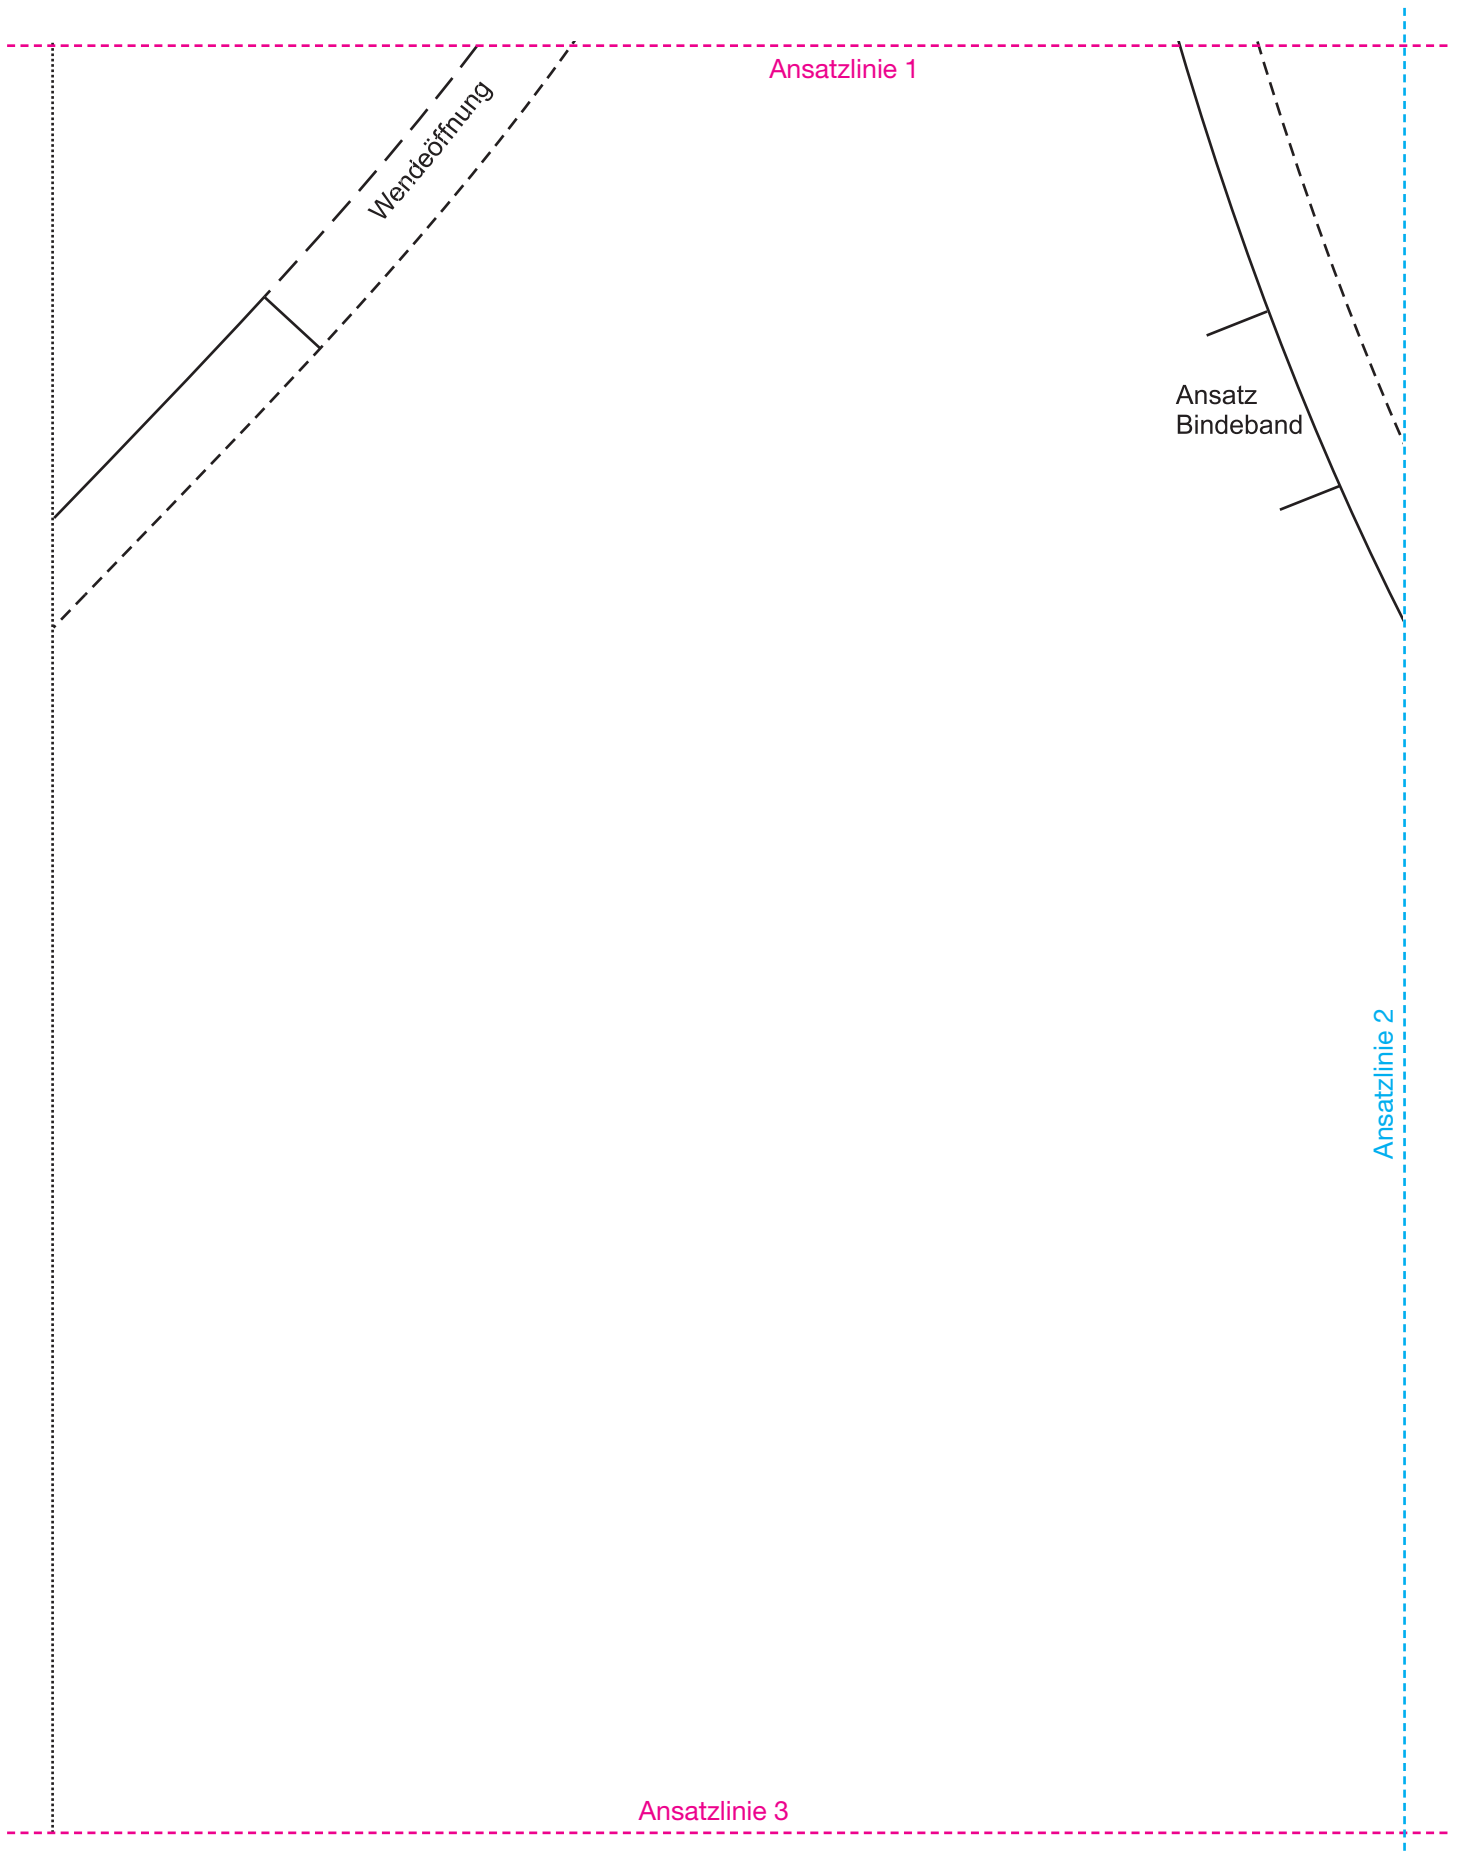 Ansatzlinie 1
Wendeöffnung
Ansatz
Bindeband
Ansatzlinie 2
Ansatzlinie 3